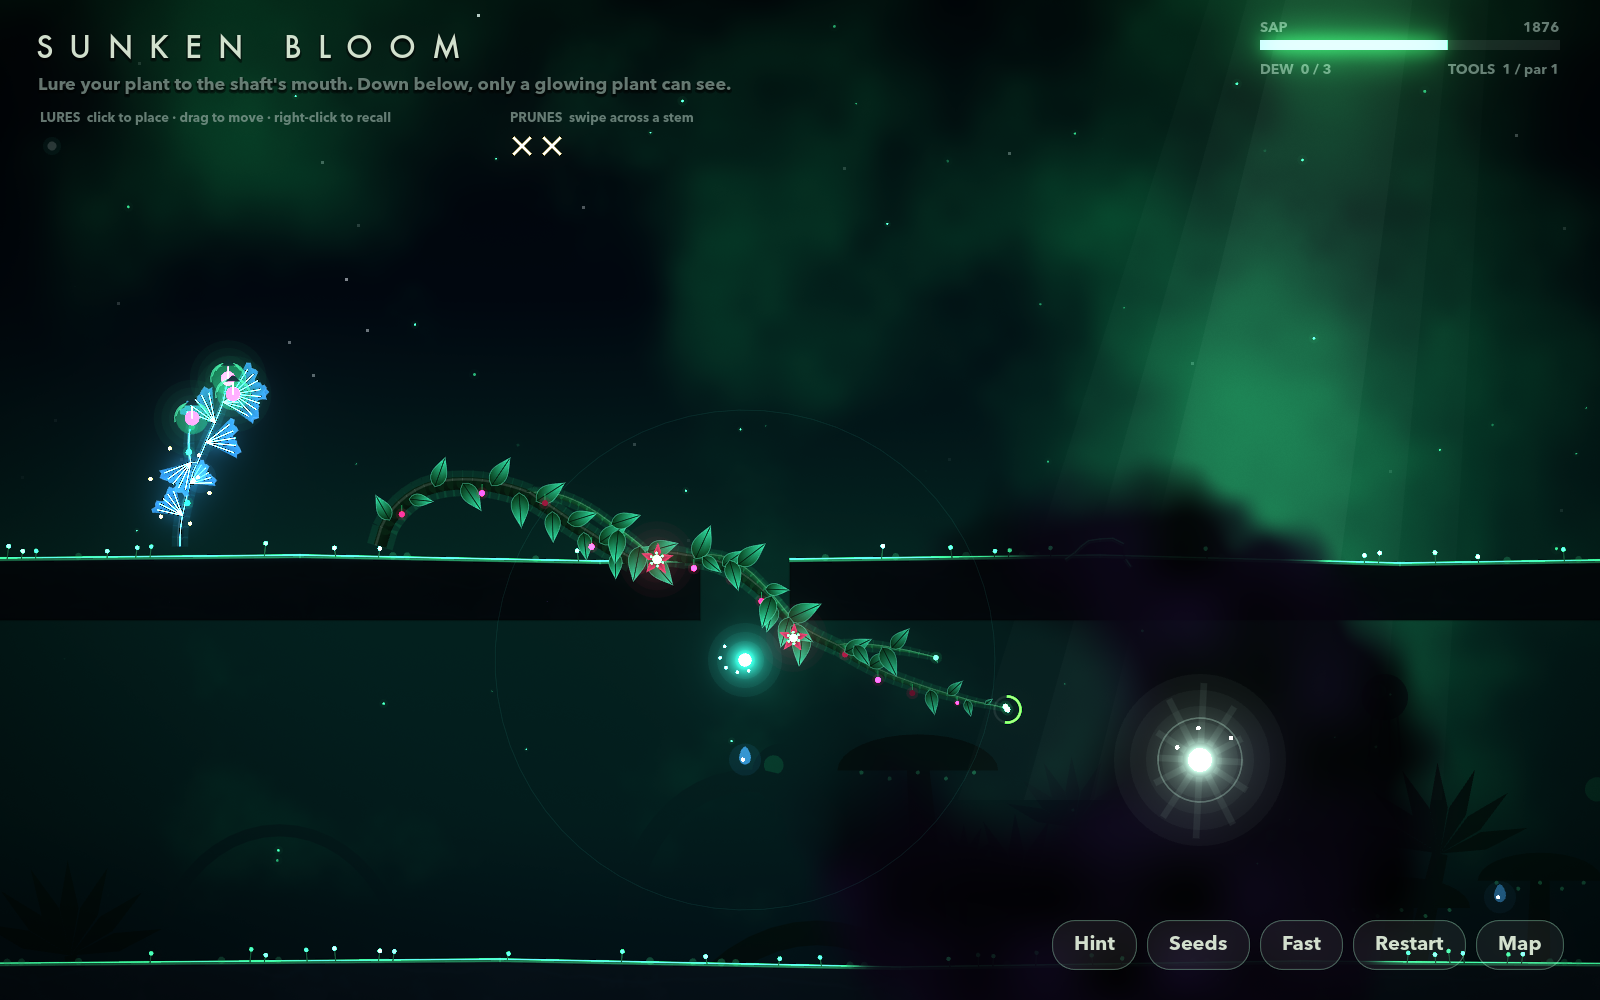 SUNKEN BLOOM
Lure your plant to the shaft's mouth. Down below, only a glowing plant can see.
LURES click to place · drag to move · right-click to recall
PRUNES swipe across a stem
SAP 1876
DEW 0 / 3 TOOLS 1 / par 1
Hint Seeds Fast Restart Map